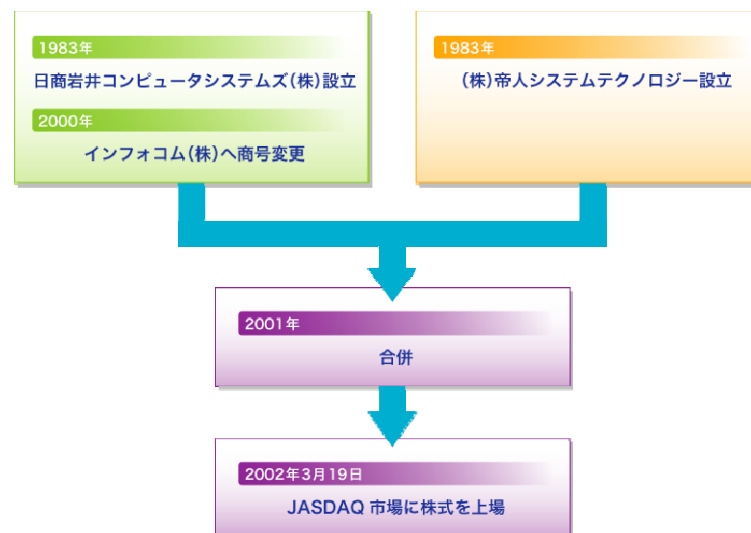 1983年
日商岩井コンピュータシステムズ(株)設立
2000年
インフォコム(株)へ商号変更
1983年
(株)帝人システムテクノロジー設立
2001年
合併
2002年3月19日
JASDAQ 市場に株式を上場